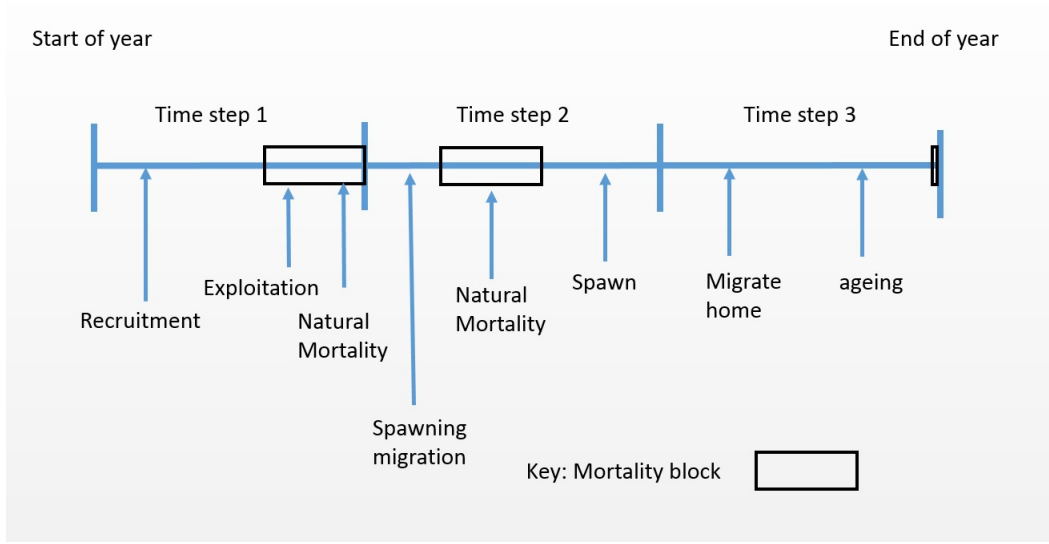 Start of year
End of year
Time step 1
Time step 2
Time step 3
Exploitation
Recruitment
Natural
Mortality
Spawning
migration
Natural
Mortality
Spawn
Migrate
home
ageing
Key: Mortality block